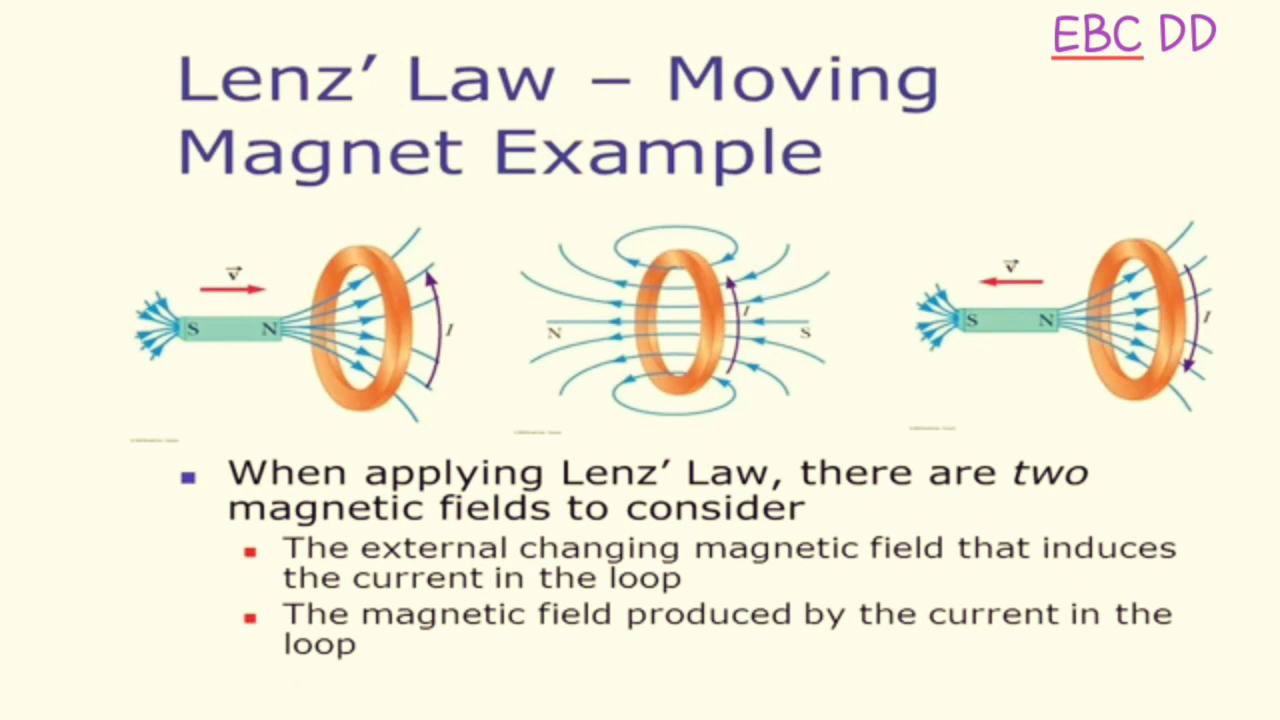 EBC DD
Lenz’ Law – Moving
Magnet Example
v
S N
I
N
I
S
v
S N
I
When applying Lenz’ Law, there are two
magnetic fields to consider
The external changing magnetic field that induces
the current in the loop
The magnetic field produced by the current in the
loop